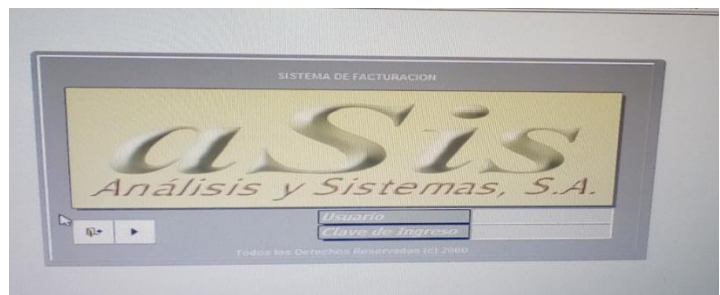 SISTEMA DE FACTURACION
aSis
Análisis y Sistemas, S.A.
Usuario
Clave de Ingreso
Todos los Derechos Reservados (c) 2000